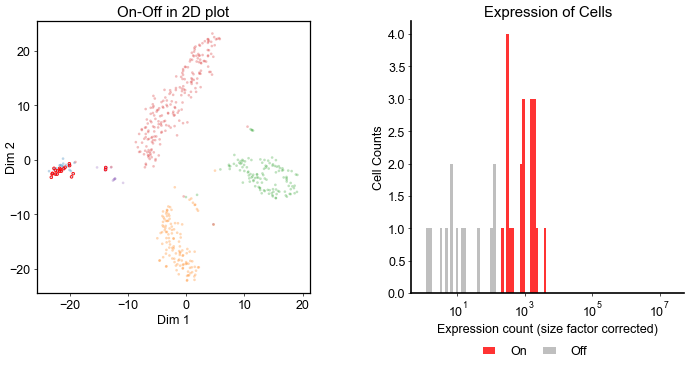 On-Off in 2D plot
20
10
0
−10
−20
Dim 2
−20 −10 0 10 20
Dim 1
Expression of Cells
4.0
3.5
3.0
2.5
2.0
1.5
1.0
0.5
0.0
Cell Counts
10^1 10^3 10^5 10^7
Expression count (size factor corrected)
On Off